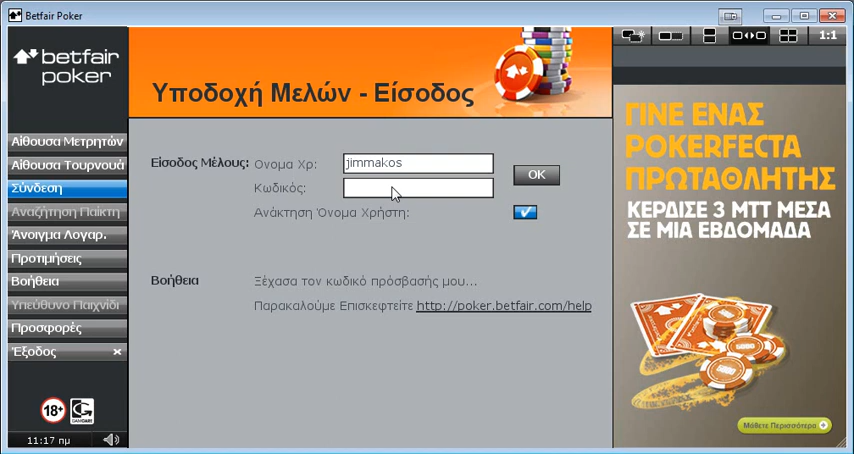 Betfair Poker
betfair
poker
Υποδοχή Μελών - Είσοδος
1:1
Αίθουσα Μετρητών
Αίθουσα Τουρνουά
Σύνδεση
Αναζήτηση Παίκτη
Άνοιγμα Λογαρ.
Προτιμήσεις
Βοήθεια
Υπεύθυνο Παιχνίδι
Προσφορές
Έξοδος
18+
GAMCARE
11:17 πμ
Είσοδος Μέλους: Ονομα Χρ: jimmakos
OK
Κωδικός:
Ανάκτηση Όνομα Χρήστη:
Βοήθεια Ξέχασα τον κωδικό πρόσβασής μου...
Παρακαλούμε Επισκεφτείτε http://poker.betfair.com/help
ΓΙΝΕ ΕΝΑΣ
POKERFECTA
ΠΡΩΤΑΘΛΗΤΗΣ
ΚΕΡΔΙΣΕ 3 ΜΤΤ ΜΕΣΑ
ΣΕ ΜΙΑ ΕΒΔΟΜΑΔΑ
Μάθετε Περισσότερα